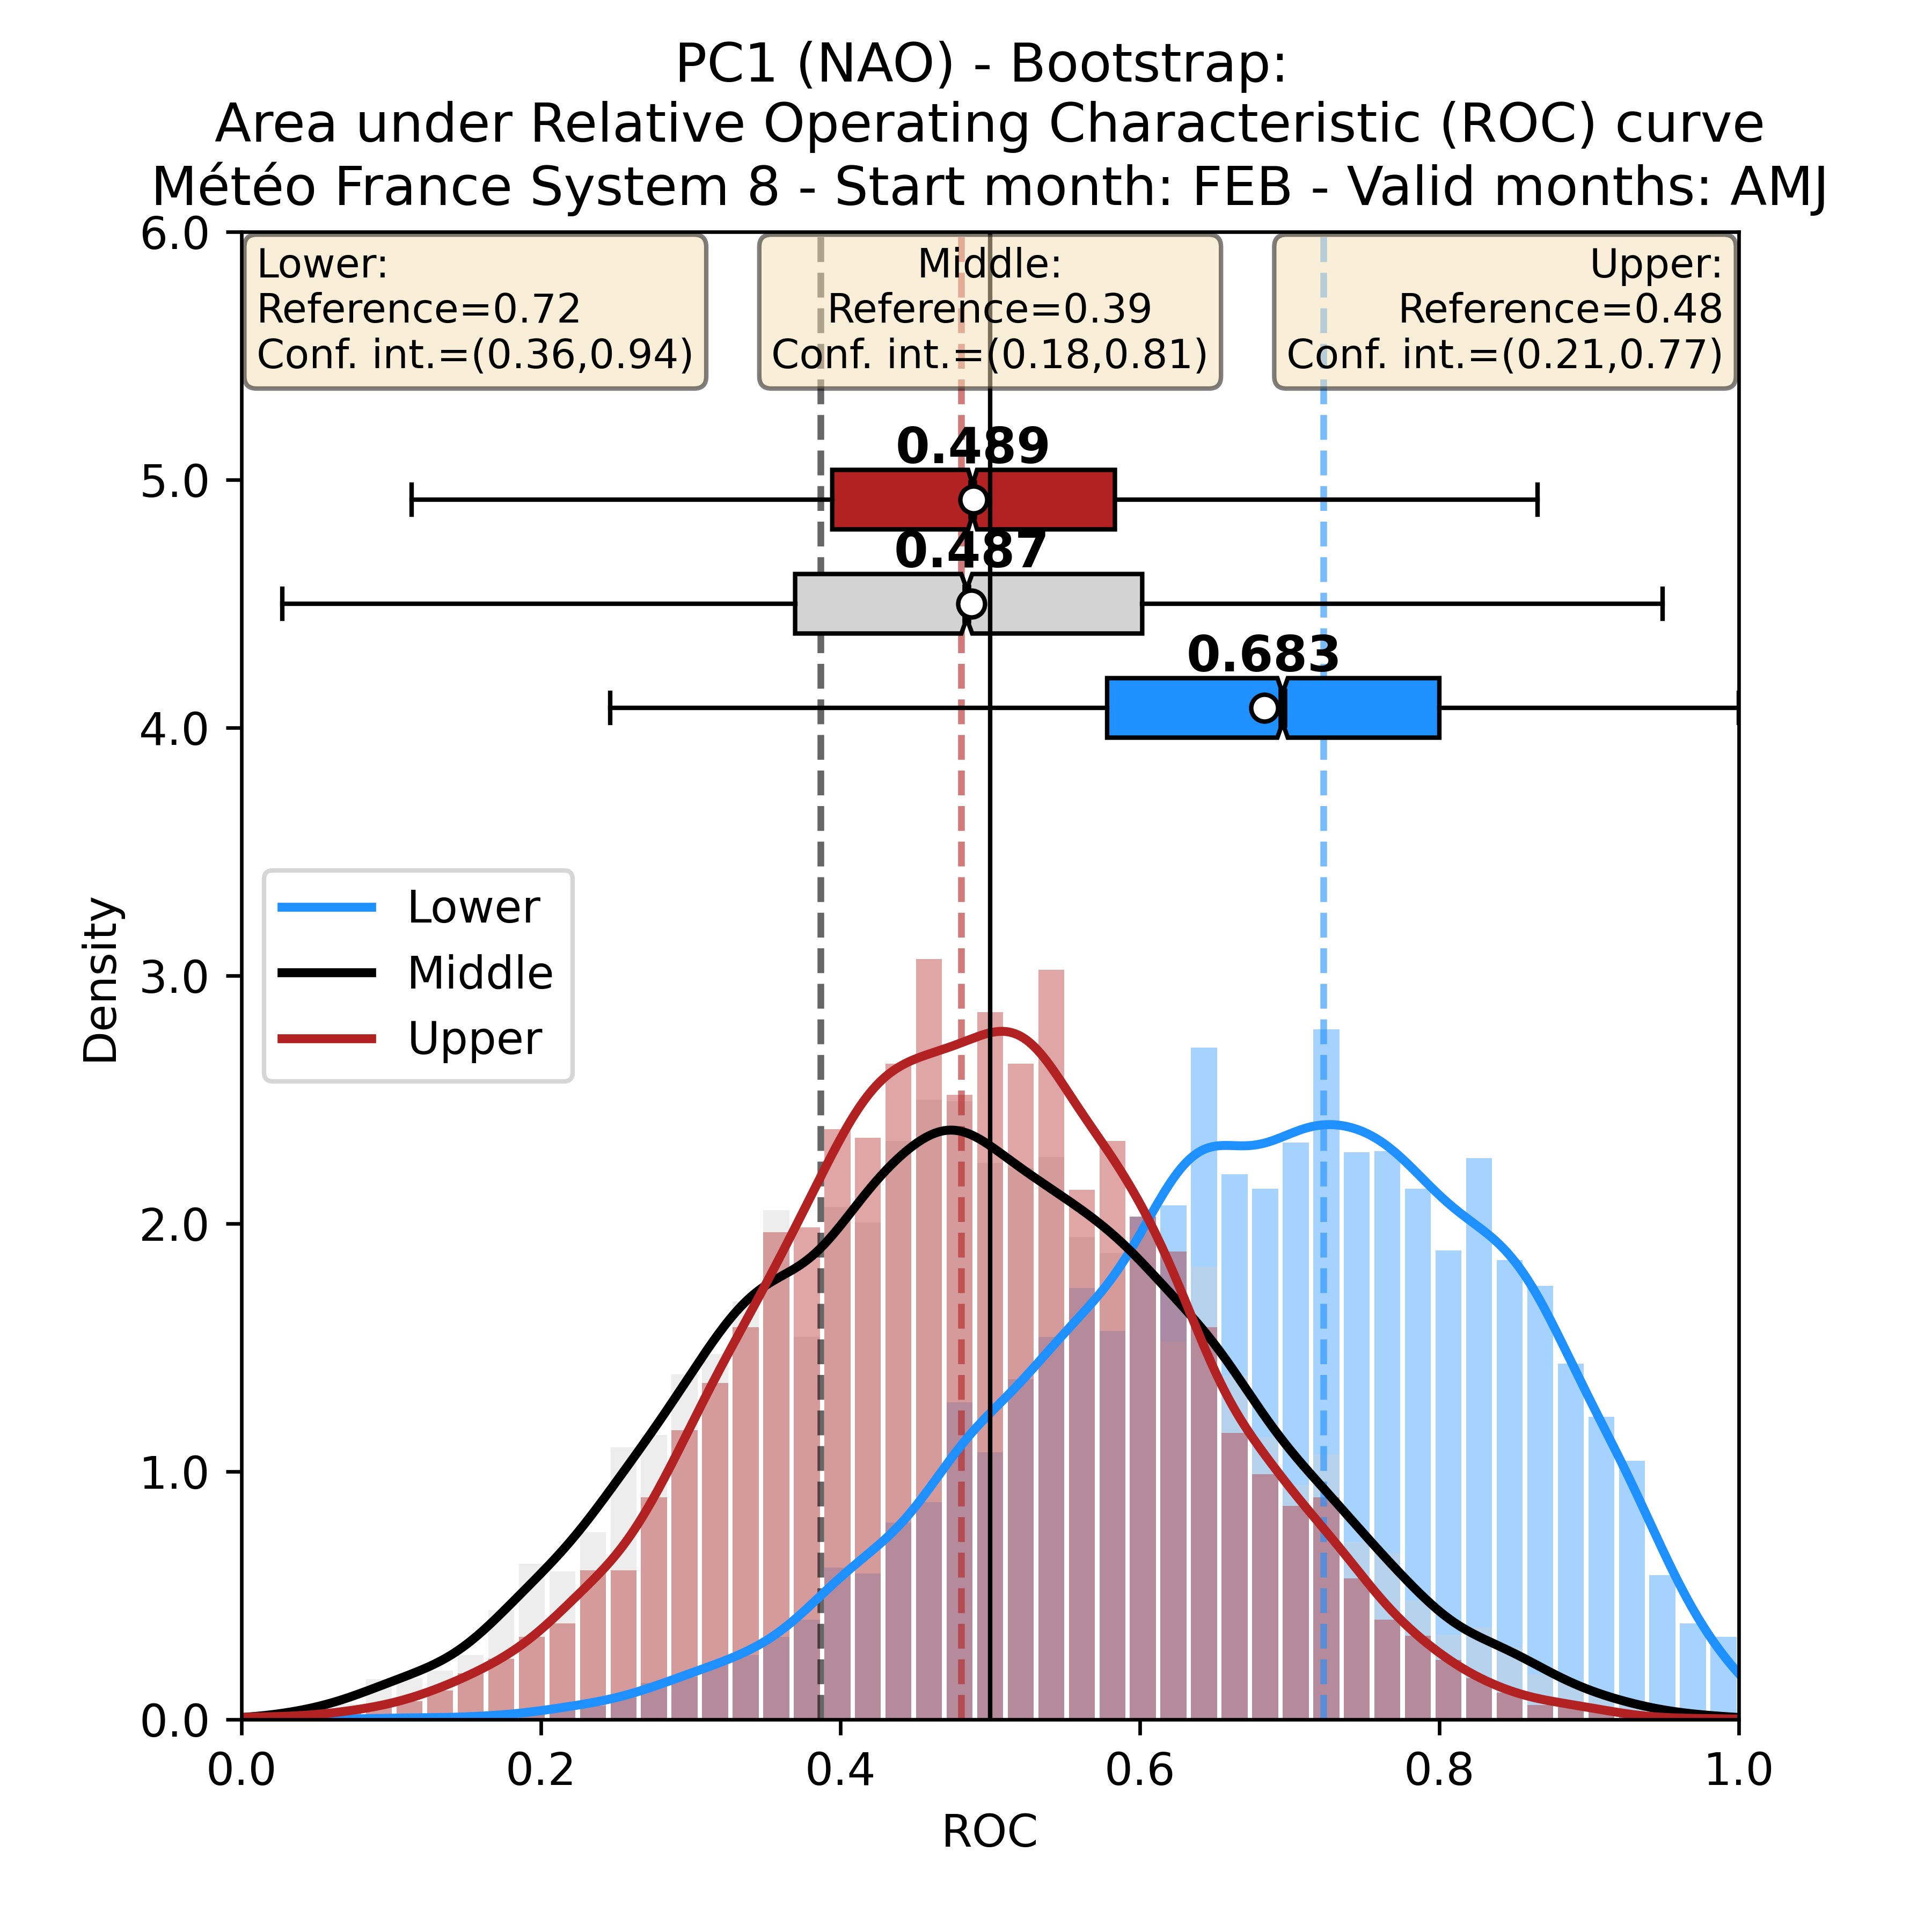 PC1 (NAO) - Bootstrap:
Area under Relative Operating Characteristic (ROC) curve
Météo France System 8 - Start month: FEB - Valid months: AMJ
Lower:
Reference=0.72
Conf. int.=(0.36,0.94)
Middle:
Reference=0.39
Conf. int.=(0.18,0.81)
Upper:
Reference=0.48
Conf. int.=(0.21,0.77)
0.489
0.487
0.683
Lower
Middle
Upper
Density
6.0
5.0
4.0
3.0
2.0
1.0
0.0
0.0 0.2 0.4 0.6 0.8 1.0
ROC